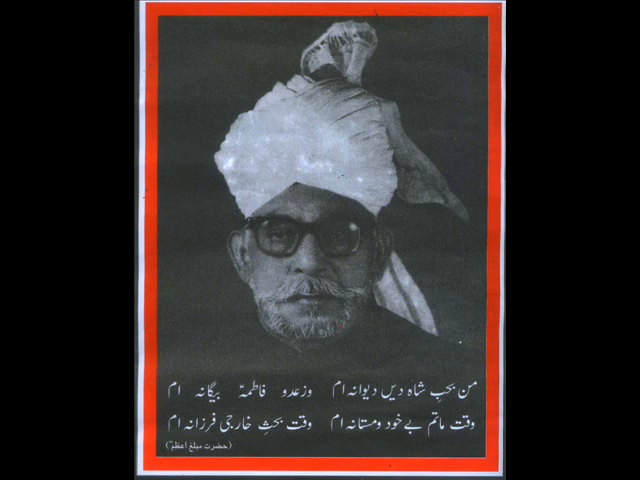 من بحب شاہ دیں دیوانہ ام وز عدو فاطمہؑ بیگانہ ام
وقت ماتم بے خود و مستانہ ام وقت بحثِ خارجی فرزانہ ام
(حضرت مبلغ اعظمؒ)